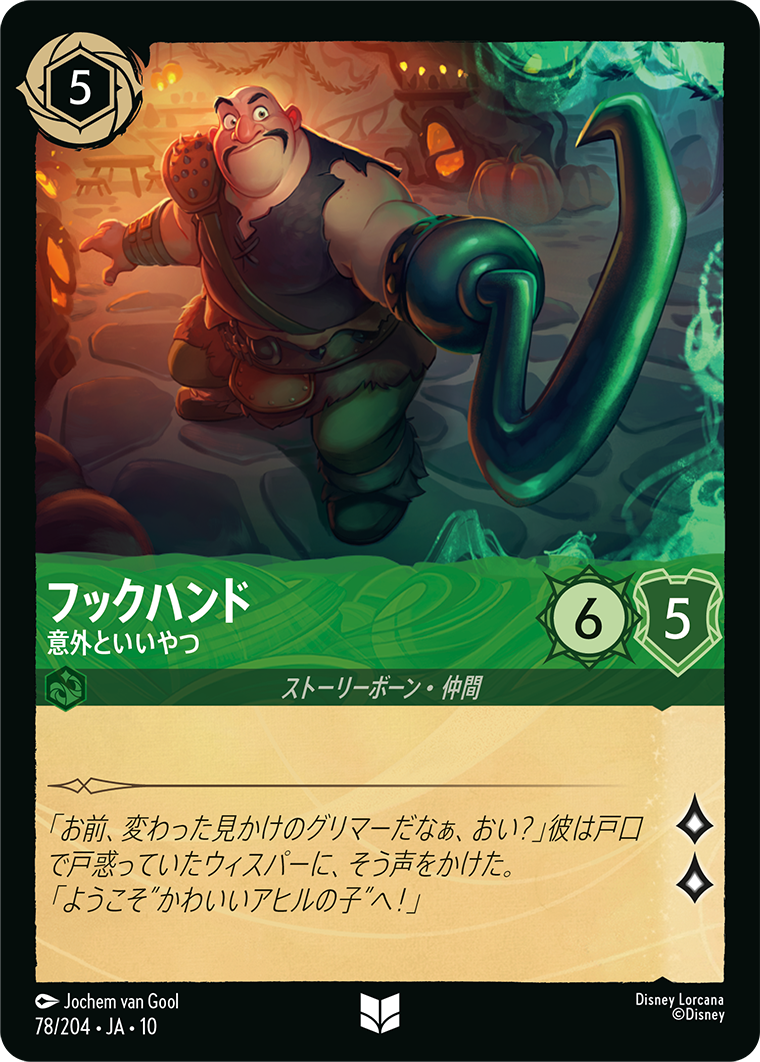 5
フックハンド
意外といいやつ
6
5
ストーリーボーン・仲間
「お前、変わった見かけのグリマーだなぁ、おい?」彼は戸口
で戸惑っていたウィスパーに、そう声をかけた。
「ようこそ“かわいいアヒルの子”へ!」
Jochem van Gool
78/204・JA・10
Disney Lorcana
©Disney